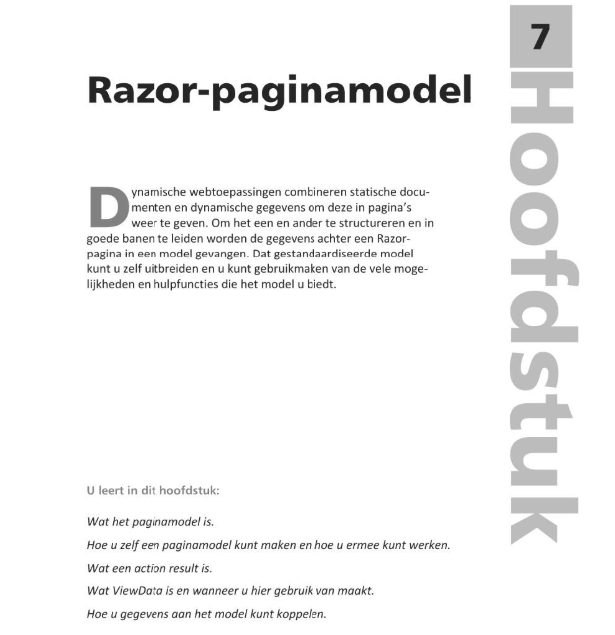 7
Hoofdstuk
Razor-paginamodel
Dynamische webtoepassingen combineren statische docu-
menten en dynamische gegevens om deze in pagina's
weer te geven. Om het een en ander te structureren en in
goede banen te leiden worden de gegevens achter een Razor-
pagina in een model gevangen. Dat gestandaardiseerde model
kunt u zelf uitbreiden en u kunt gebruikmaken van de vele moge-
lijkheden en hulpfuncties die het model u biedt.
U leert in dit hoofdstuk:
Wat het paginamodel is.
Hoe u zelf een paginamodel kunt maken en hoe u ermee kunt werken.
Wat een action result is.
Wat ViewData is en wanneer u hier gebruik van maakt.
Hoe u gegevens aan het model kunt koppelen.